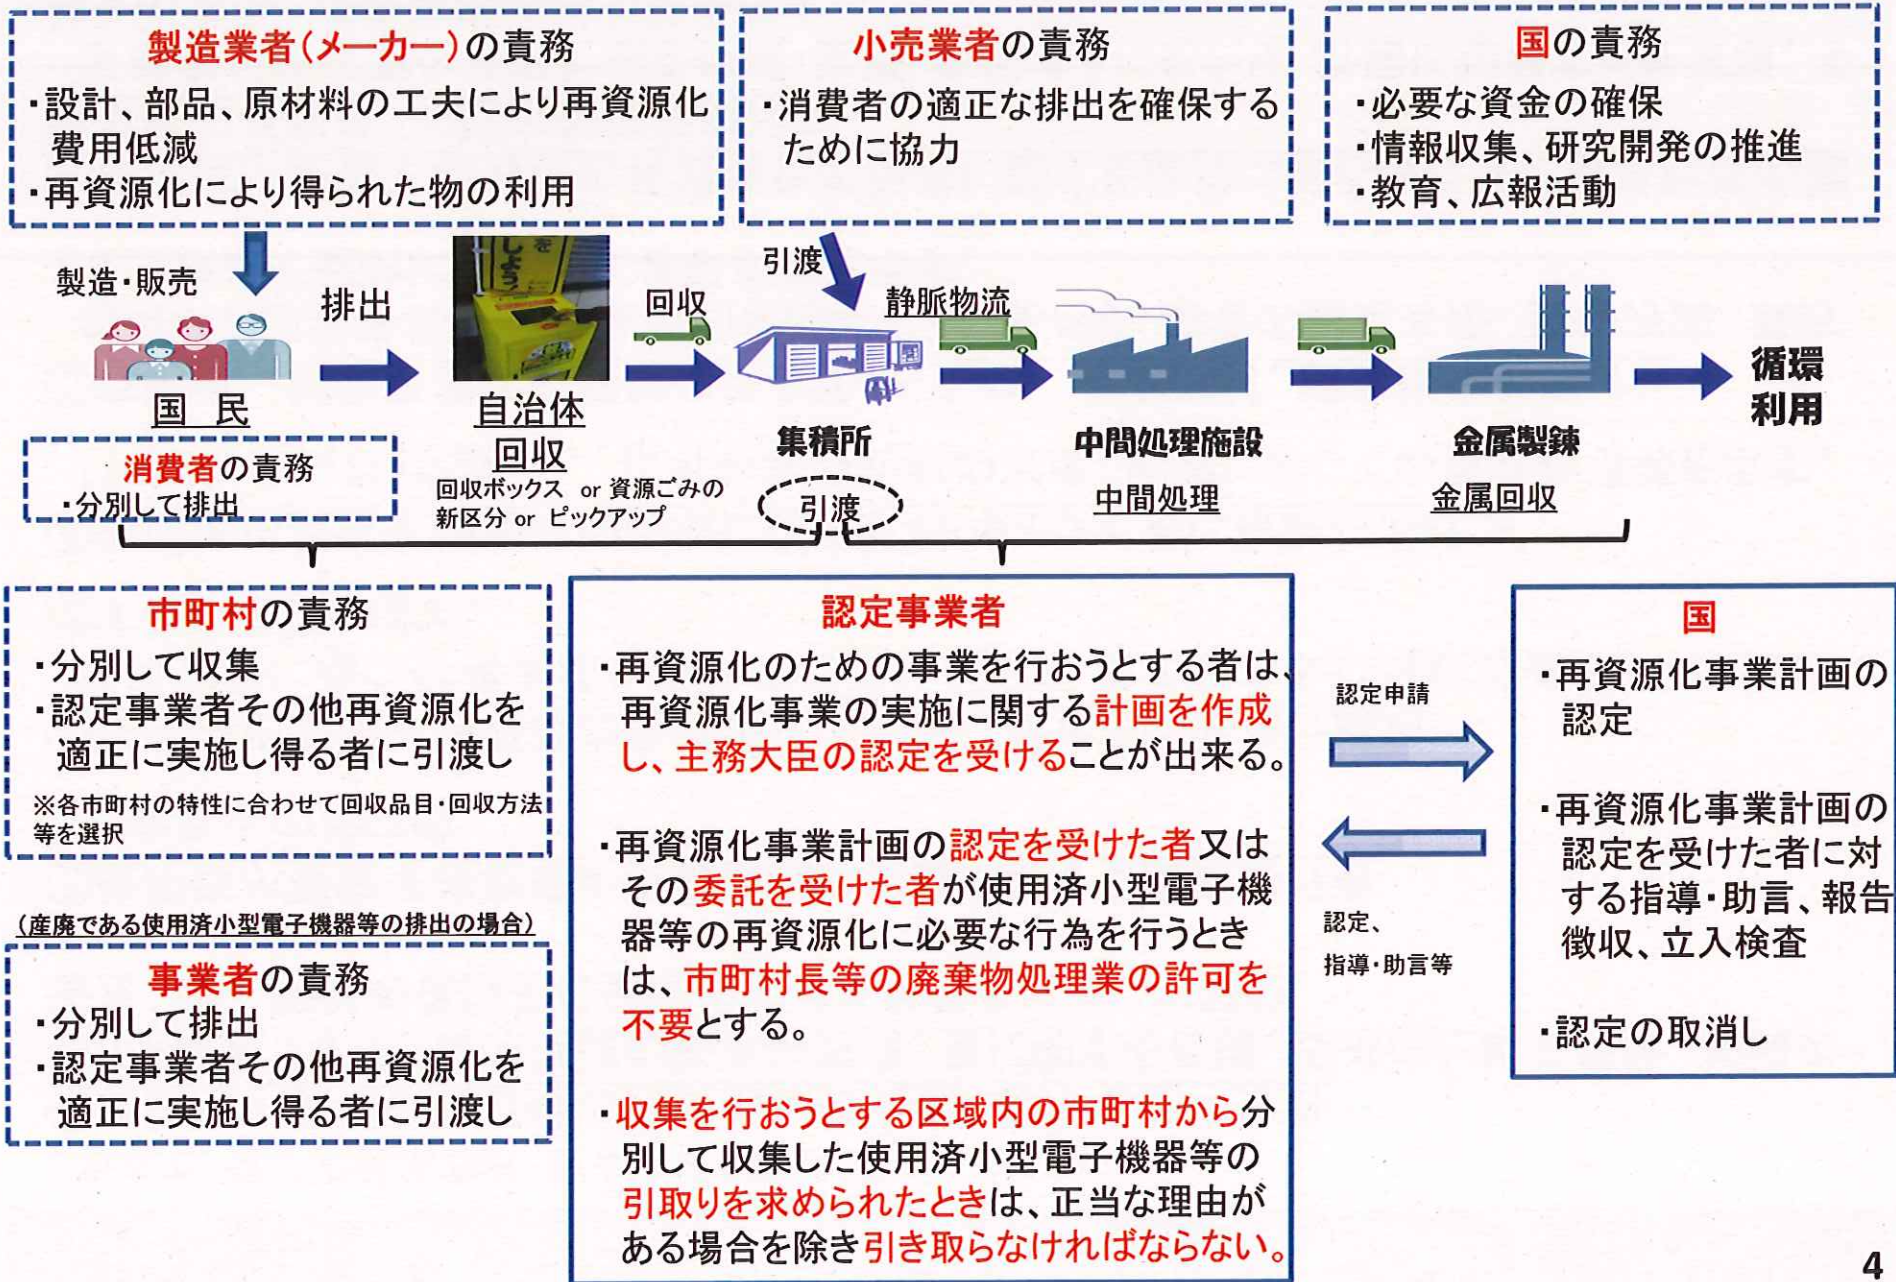 製造業者(メーカー)の責務
・設計、部品、原材料の工夫により再資源化
費用低減
・再資源化により得られた物の利用
小売業者の責務
・消費者の適正な排出を確保する
ために協力
国の責務
・必要な資金の確保
・情報収集、研究開発の推進
・教育、広報活動
製造・販売
排出
を
しよう
回収
引渡
静脈物流
国 民
自治体
回収
回収ボックス or 資源ごみの
新区分 or ピックアップ
集積所
引渡
中間処理施設
中間処理
金属製錬
金属回収
循環
利用
消費者の責務
・分別して排出
市町村の責務
・分別して収集
・認定事業者その他再資源化を
適正に実施し得る者に引渡し
※各市町村の特性に合わせて回収品目・回収方法
等を選択
(産廃である使用済小型電子機器等の排出の場合)
事業者の責務
・分別して排出
・認定事業者その他再資源化を
適正に実施し得る者に引渡し
認定事業者
・再資源化のための事業を行おうとする者は、
再資源化事業の実施に関する計画を作成
し、主務大臣の認定を受けることが出来る。
・再資源化事業計画の認定を受けた者又は
その委託を受けた者が使用済小型電子機
器等の再資源化に必要な行為を行うとき
は、市町村長等の廃棄物処理業の許可を
不要とする。
・収集を行おうとする区域内の市町村から分
別して収集した使用済小型電子機器等の
引取りを求められたときは、正当な理由が
ある場合を除き引き取らなければならない。
認定申請
認定、
指導・助言等
国
・再資源化事業計画の
認定
・再資源化事業計画の
認定を受けた者に対
する指導・助言、報告
徴収、立入検査
・認定の取消し
4